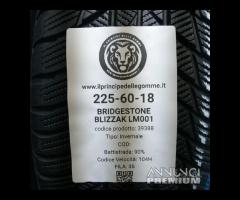 www.ilprincipedellegomme.it
225-60-18
BRIDGESTONE
BLIZZAK LM001
codice prodotto: 39388
Tipo: Invernale
COD:
Battistrada: 90%
Codice Velocità: 104H
FILA: 35
ANNUNCI
PREMIUM